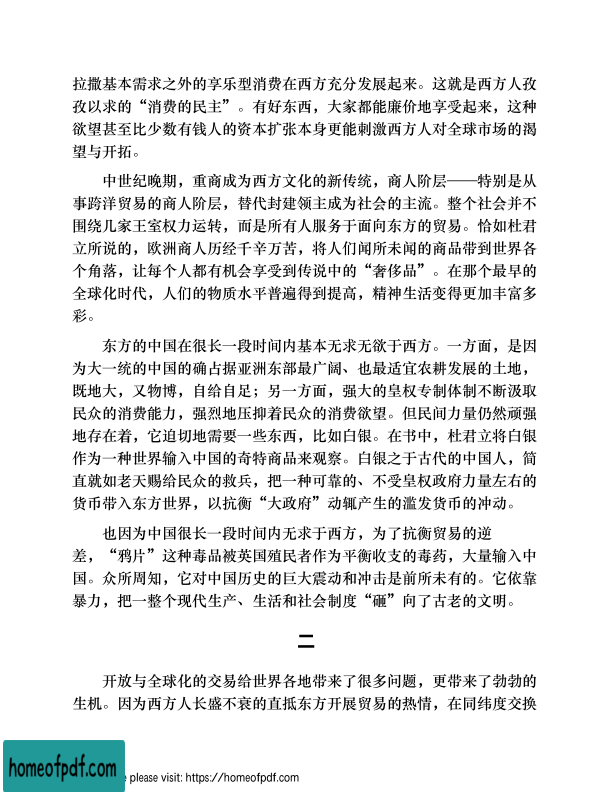 拉撒基本需求之外的享乐型消费在西方充分发展起来。这就是西方人孜
孜以求的“消费的民主”。有好东西，大家都能廉价地享受起来，这种
欲望甚至比少数有钱人的资本扩张本身更能刺激西方人对全球市场的渴
望与开拓。
中世纪晚期，重商成为西方文化的新传统，商人阶层——特别是从
事跨洋贸易的商人阶层，替代封建领主成为社会的主流。整个社会并不
围绕几家王室权力运转，而是所有人服务于面向东方的贸易。恰如杜君
立所说的，欧洲商人历经千辛万苦，将人们闻所未闻的商品带到世界各
个角落，让每个人都有机会享受到传说中的“奢侈品”。在那个最早的
全球化时代，人们的物质水平普遍得到提高，精神生活变得更加丰富多
彩。
东方的中国在很长一段时间内基本无求无欲于西方。一方面，是因
为大一统的中国的确占据亚洲东部最广阔、也最适宜农耕发展的土地，
既地大，又物博，自给自足；另一方面，强大的皇权专制体制不断汲取
民众的消费能力，强烈地压抑着民众的消费欲望。但民间力量仍然顽强
地存在着，它迫切地需要一些东西，比如白银。在书中，杜君立将白银
作为一种世界输入中国的奇特商品来观察。白银之于古代的中国人，简
直就如老天赐给民众的救兵，把一种可靠的、不受皇权政府力量左右的
货币带入东方世界，以抗衡“大政府”动辄产生的滥发货币的冲动。
也因为中国很长一段时间内无求于西方，为了抗衡贸易的逆
差，“鸦片”这种毒品被英国殖民者作为平衡收支的毒药，大量输入中
国。众所周知，它对中国历史的巨大震动和冲击是前所未有的。它依靠
暴力，把一整个现代生产、生活和社会制度“砸”向了古老的文明。
二
开放与全球化的交易给世界各地带来了很多问题，更带来了勃勃的
生机。因为西方人长盛不衰的直抵东方开展贸易的热情，在同纬度交换
homeofpdf.com
e please visit: https://homeofpdf.com